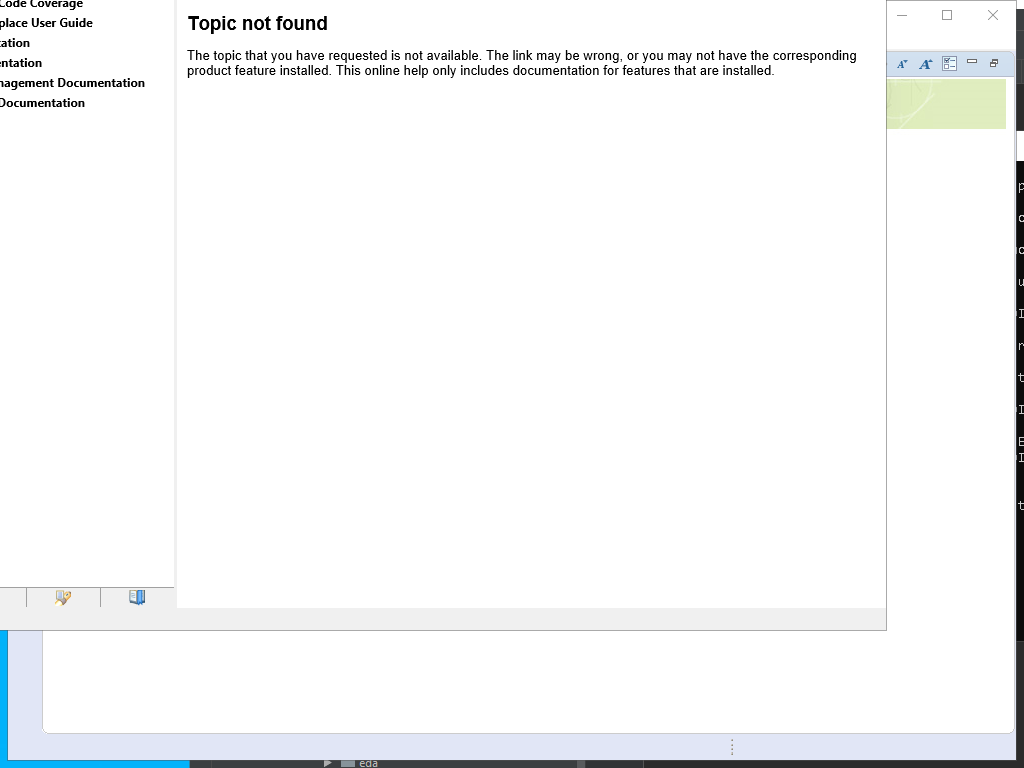 Code Coverage
place User Guide
tation
entation
nagement Documentation
Documentation
Topic not found
The topic that you have requested is not available. The link may be wrong, or you may not have the corresponding
product feature installed. This online help only includes documentation for features that are installed.
eda